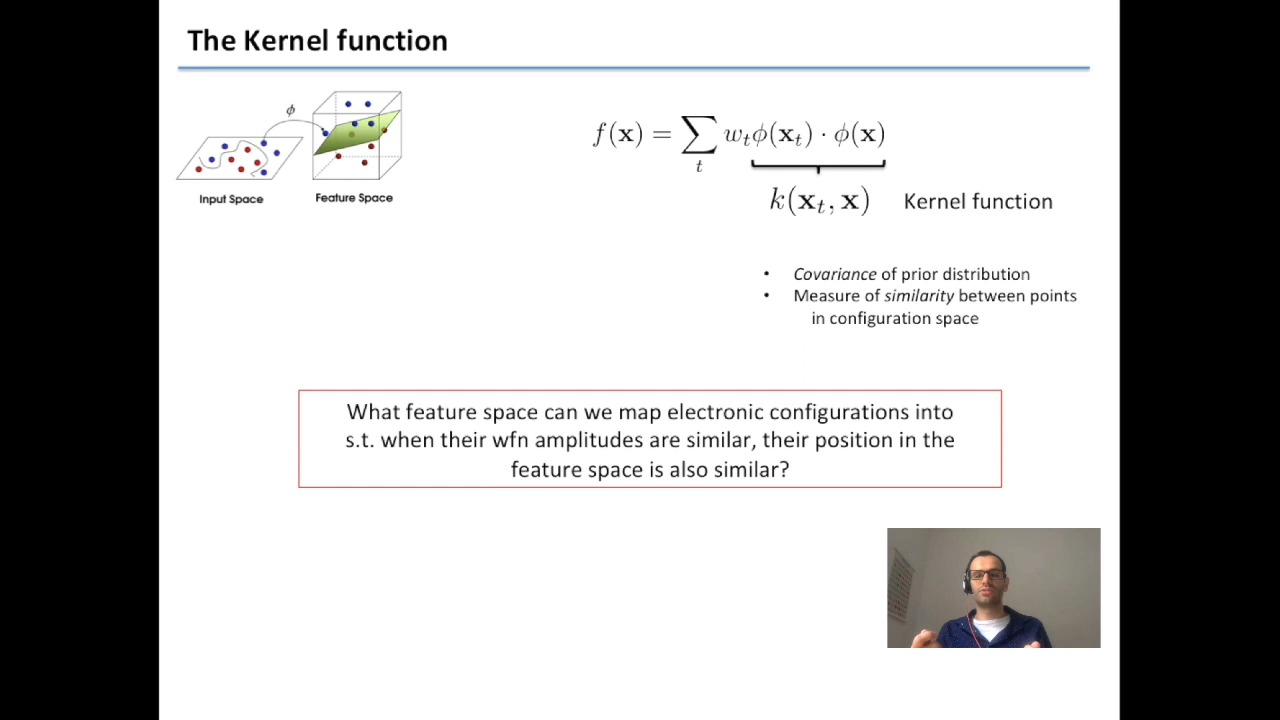 The Kernel function
ϕ
Input Space
Feature Space
f(x) = ∑_t w_t ϕ(x_t) · ϕ(x)
k(x_t, x) Kernel function
• Covariance of prior distribution
• Measure of similarity between points
in configuration space
What feature space can we map electronic configurations into
s.t. when their wfn amplitudes are similar, their position in the
feature space is also similar?